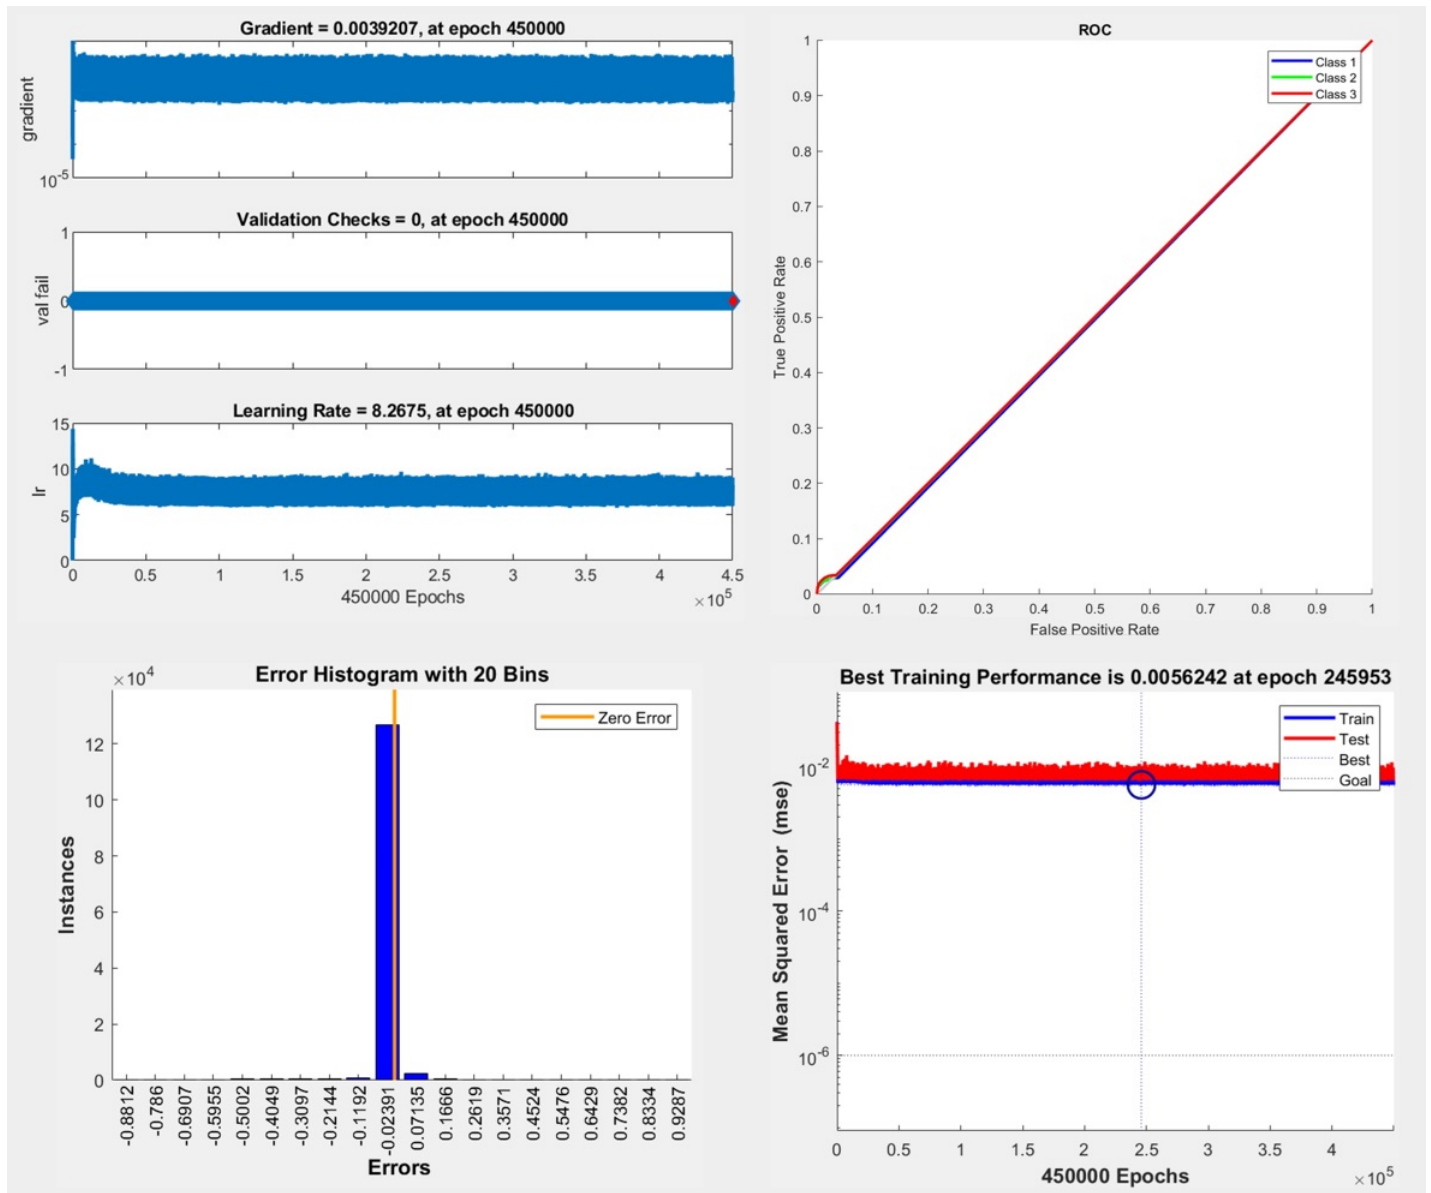 Gradient = 0.0039207, at epoch 450000
gradient
10-5
Validation Checks = 0, at epoch 450000
val fail
1
0
-1
Learning Rate = 8.2675, at epoch 450000
lr
15
10
5
0
0 0.5 1 1.5 2 2.5 3 3.5 4 4.5
450000 Epochs
×10^5
ROC
Class 1
Class 2
Class 3
True Positive Rate
1
0.9
0.8
0.7
0.6
0.5
0.4
0.3
0.2
0.1
0
0 0.1 0.2 0.3 0.4 0.5 0.6 0.7 0.8 0.9 1
False Positive Rate
Error Histogram with 20 Bins
×10^4
Zero Error
Instances
12
10
8
6
4
2
0
-0.8812 -0.786 -0.6907 -0.5955 -0.5002 -0.4049 -0.3097 -0.2144 -0.1192 -0.02391 0.07135 0.1666 0.2619 0.3571 0.4524 0.5476 0.6429 0.7382 0.8334 0.9287
Errors
Best Training Performance is 0.0056242 at epoch 245953
Train
Test
Best
Goal
Mean Squared Error (mse)
10^-2
10^-4
10^-6
0 0.5 1 1.5 2 2.5 3 3.5 4
450000 Epochs
×10^5